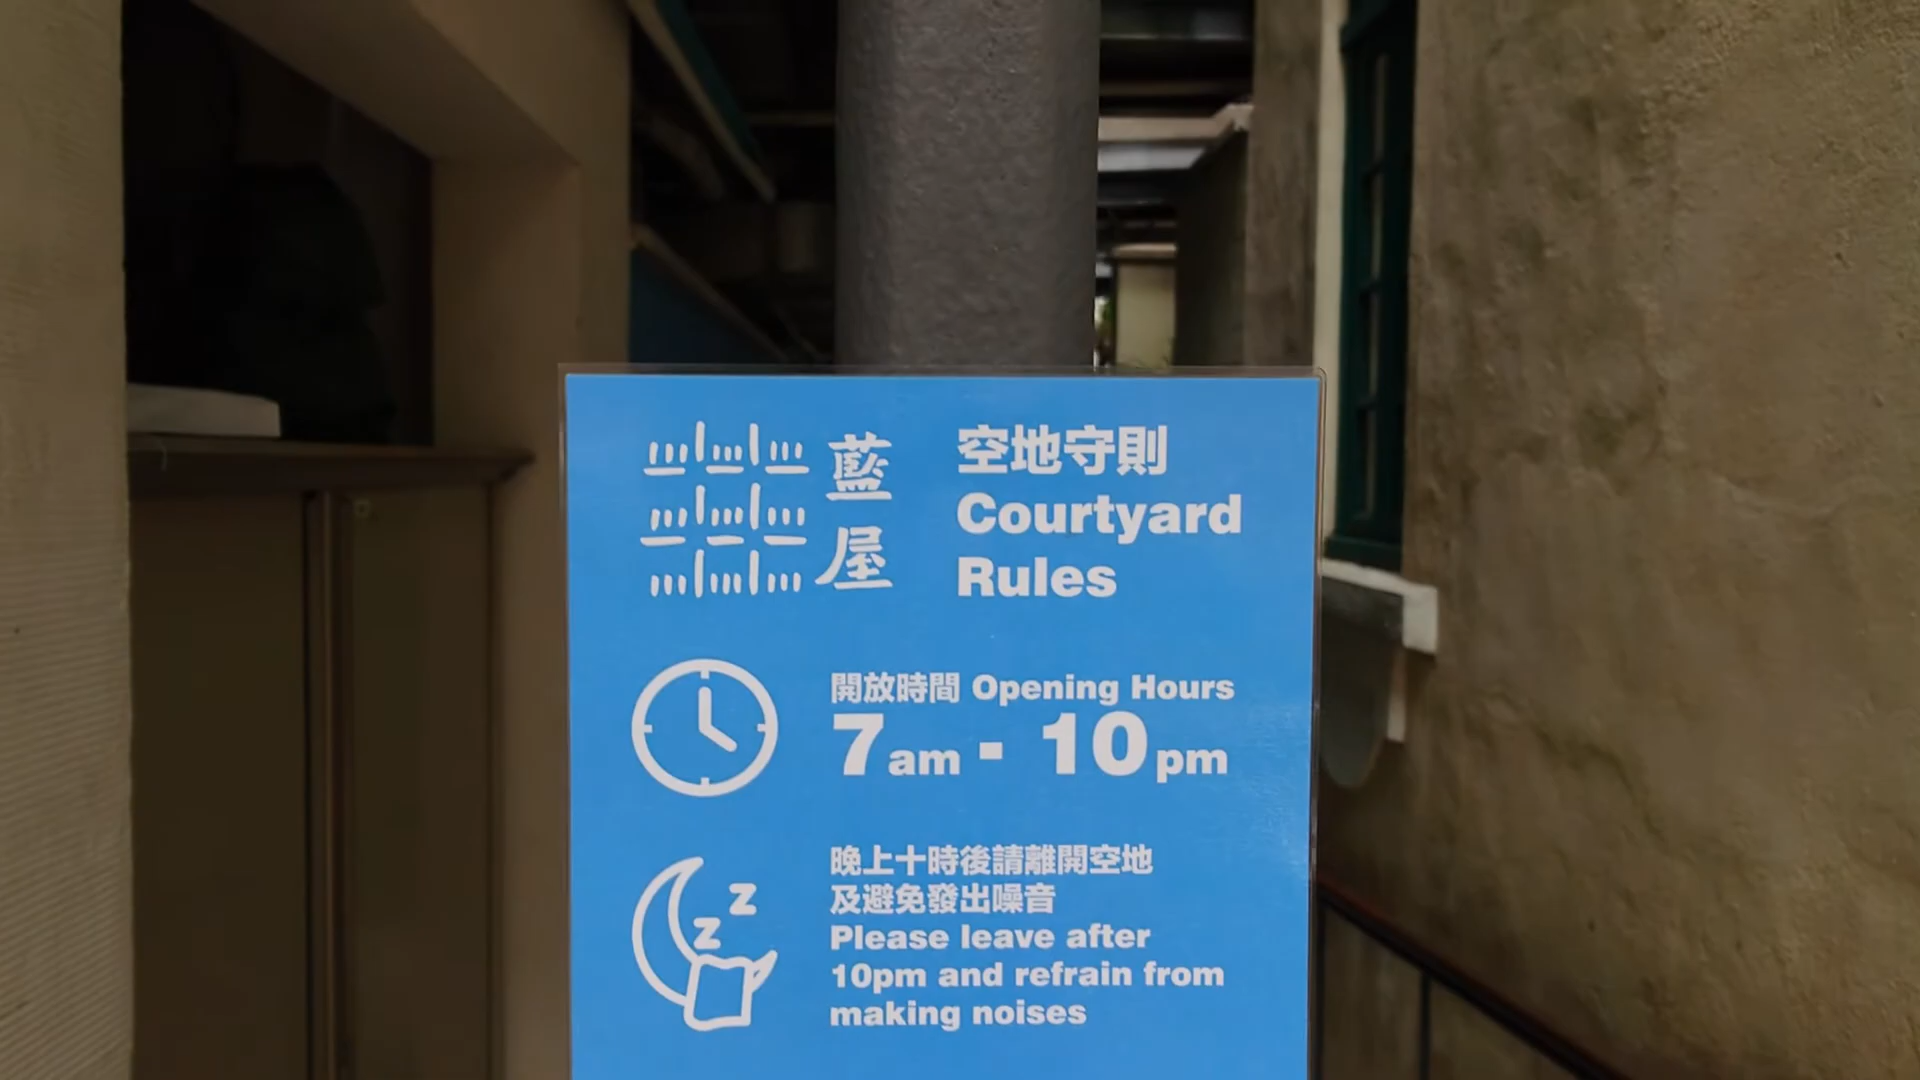 藍屋
空地守則
Courtyard
Rules
開放時間 Opening Hours
7am - 10pm
晚上十時後請離開空地
及避免發出噪音
Please leave after
10pm and refrain from
making noises